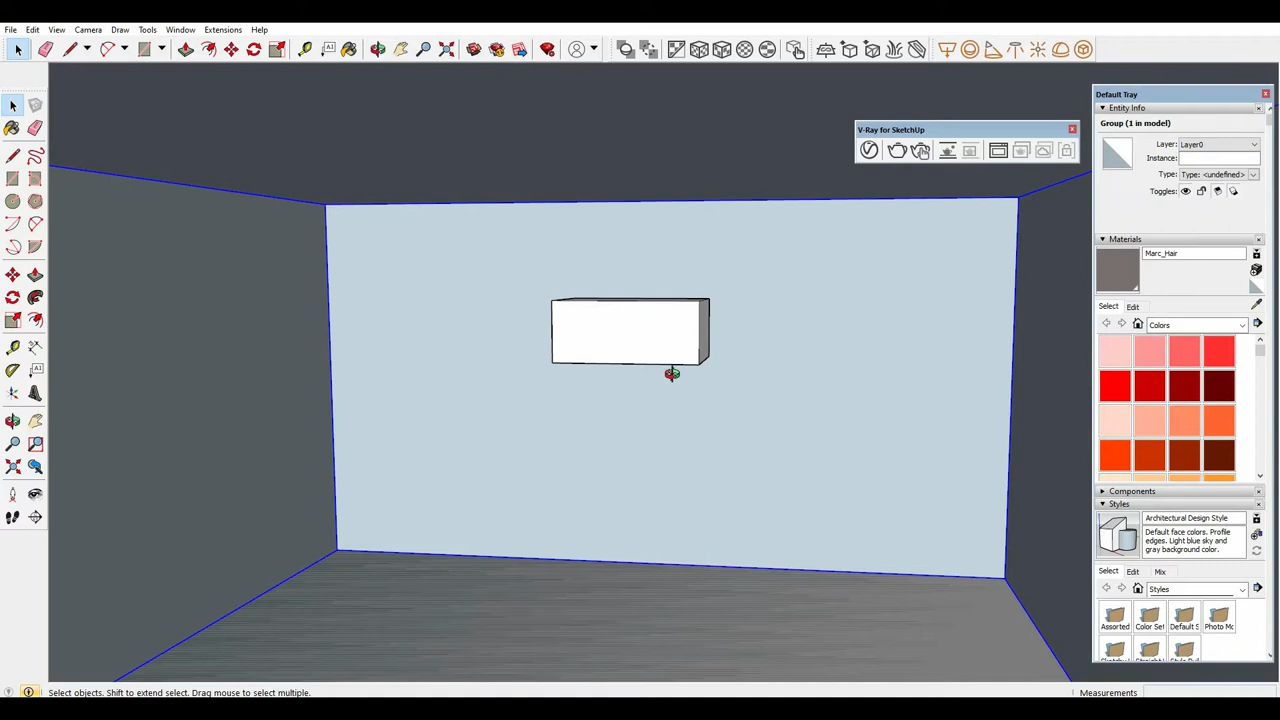 File Edit View Camera Draw Tools Window Extensions Help
Default Tray
Entity Info
Group (1 in model)
V-Ray for SketchUp
Layer: Layer0
Instance:
Type: Type: <undefined>
Toggles:
Materials
Marc_Hair
Select Edit
Colors
Components
Styles
Architectural Design Style
Default face colors. Profile
edges. Light blue sky and
gray background color.
Select Edit Mix
Styles
Assorted Color Set Default S Photo Mo
Select objects. Shift to extend select. Drag mouse to select multiple.
Measurements